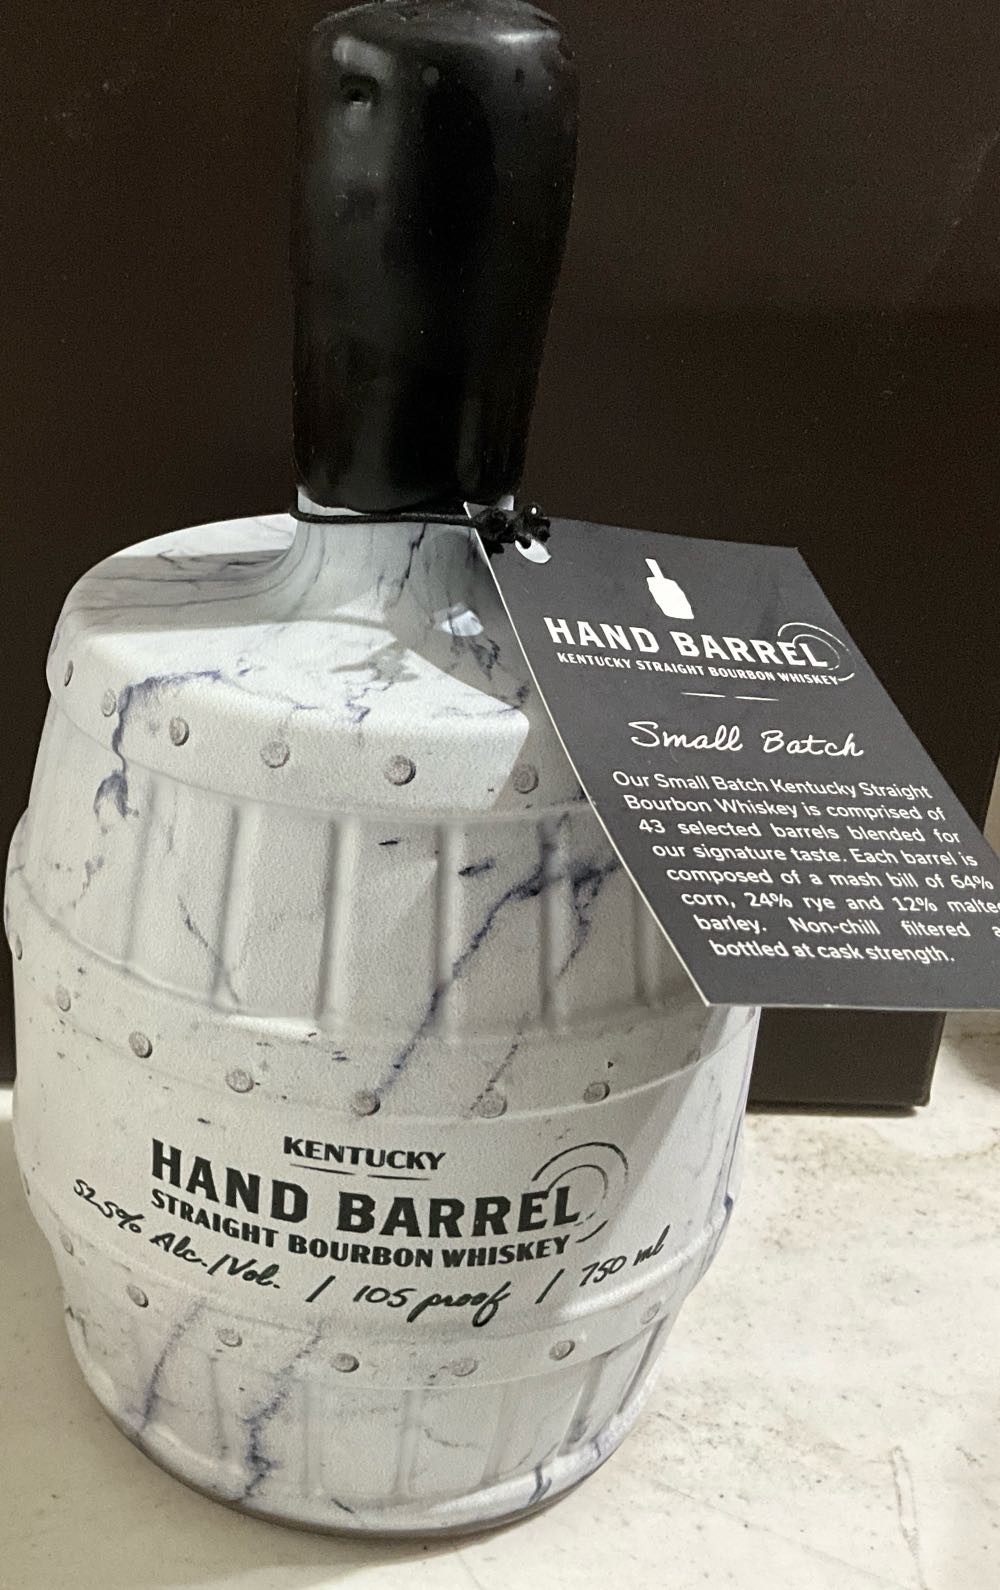 HAND BARREL
KENTUCKY STRAIGHT BOURBON WHISKEY
Small Batch
Our Small Batch Kentucky Straight
Bourbon Whiskey is comprised of
43 selected barrels blended for
our signature taste. Each barrel is
composed of a mash bill of 64%
corn, 24% rye and 12% malte
barley. Non-chill filtered a
bottled at cask strength.
KENTUCKY
HAND BARREL
STRAIGHT BOURBON WHISKEY
52.5% Alc./Vol. / 105 proof / 750 ml